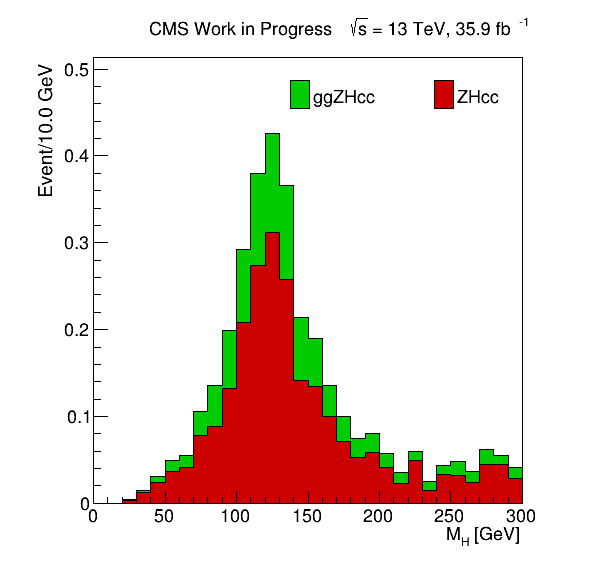 CMS Work in Progress √s = 13 TeV, 35.9 fb -1
Event/10.0 GeV
ggZHcc
ZHcc
0.5
0.4
0.3
0.2
0.1
0
0 50 100 150 200 250 300
M_H [GeV]